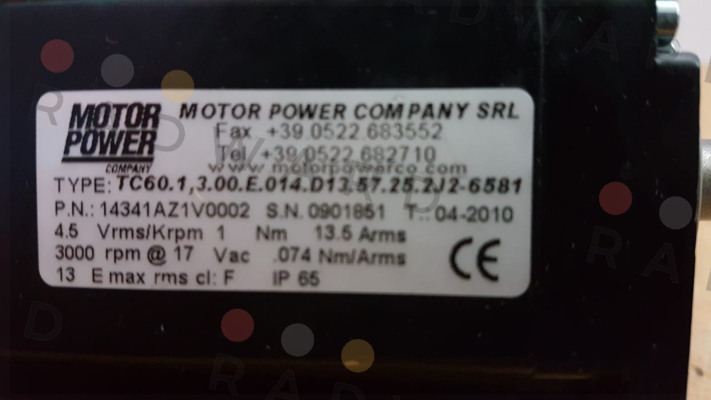 MOTOR POWER COMPANY
MOTOR POWER COMPANY SRL
Fax +39 0522 683552
Tel +39 0522 682710
www.motorpowerco.com
TYPE: TC60.1,3.00.E.014.D13.57.25.2J2-6581
P.N.: 14341AZ1V0002 S.N. 0901851 T.: 04-2010
4.5 Vrms/Krpm 1 Nm 13.5 Arms
3000 rpm @ 17 Vac .074 Nm/Arms
13 E max rms cl: F IP 65
CE
RADWARD
RADWARD